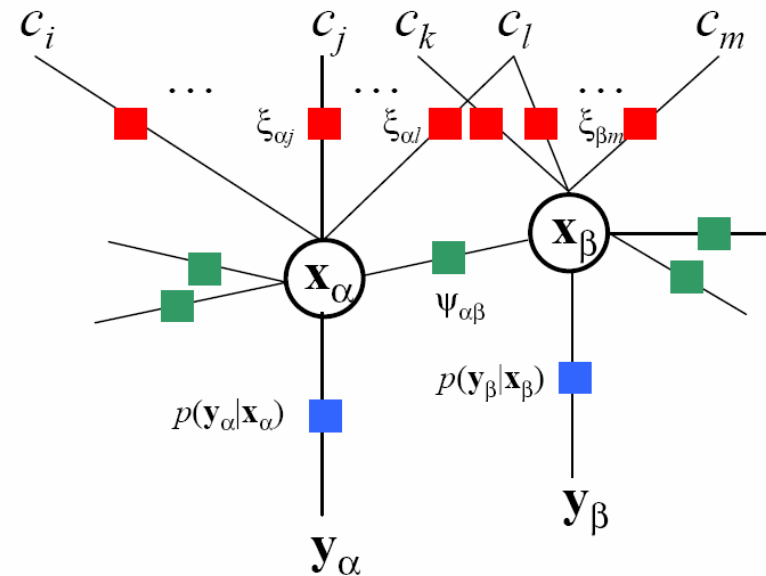 c_i c_j c_k c_l c_m
... ... ...
ξ_αj ξ_αl ξ_βm
x_α x_β
ψ_αβ
p(y_α|x_α) p(y_β|x_β)
y_α y_β